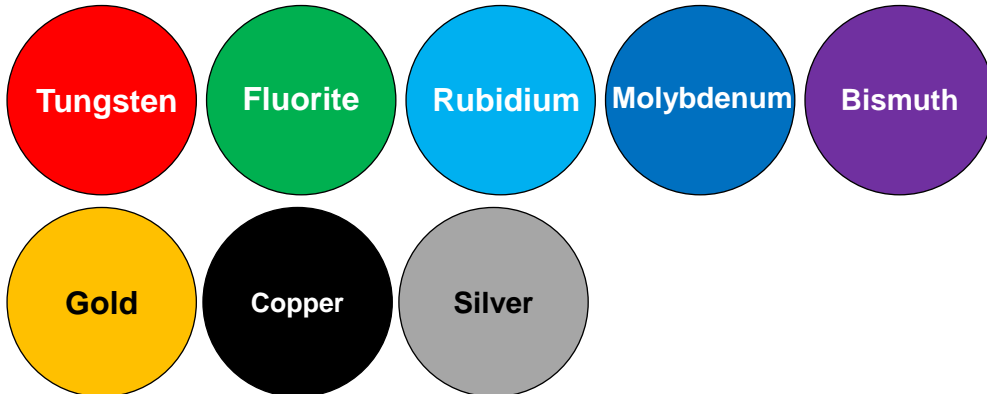 Tungsten
Fluorite
Rubidium
Molybdenum
Bismuth
Gold
Copper
Silver